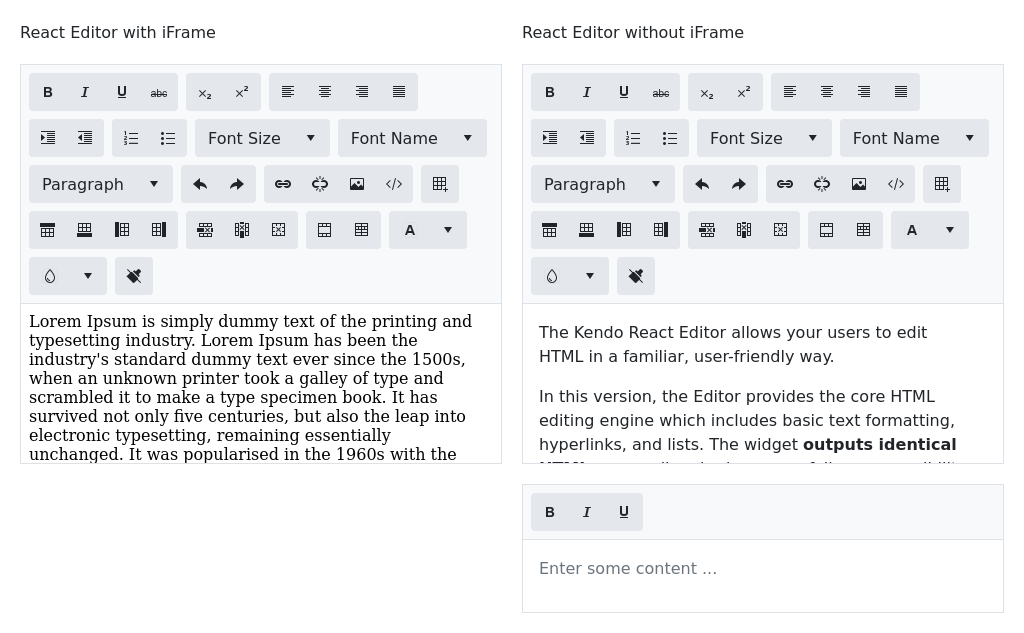 React Editor with iFrame
B I U abc x₂ x²
Font Size Font Name
Paragraph
A
Lorem Ipsum is simply dummy text of the printing and
typesetting industry. Lorem Ipsum has been the
industry's standard dummy text ever since the 1500s,
when an unknown printer took a galley of type and
scrambled it to make a type specimen book. It has
survived not only five centuries, but also the leap into
electronic typesetting, remaining essentially
unchanged. It was popularised in the 1960s with the
React Editor without iFrame
B I U abc x₂ x²
Font Size Font Name
Paragraph
A
The Kendo React Editor allows your users to edit
HTML in a familiar, user-friendly way.
In this version, the Editor provides the core HTML
editing engine which includes basic text formatting,
hyperlinks, and lists. The widget outputs identical
B I U
Enter some content ...